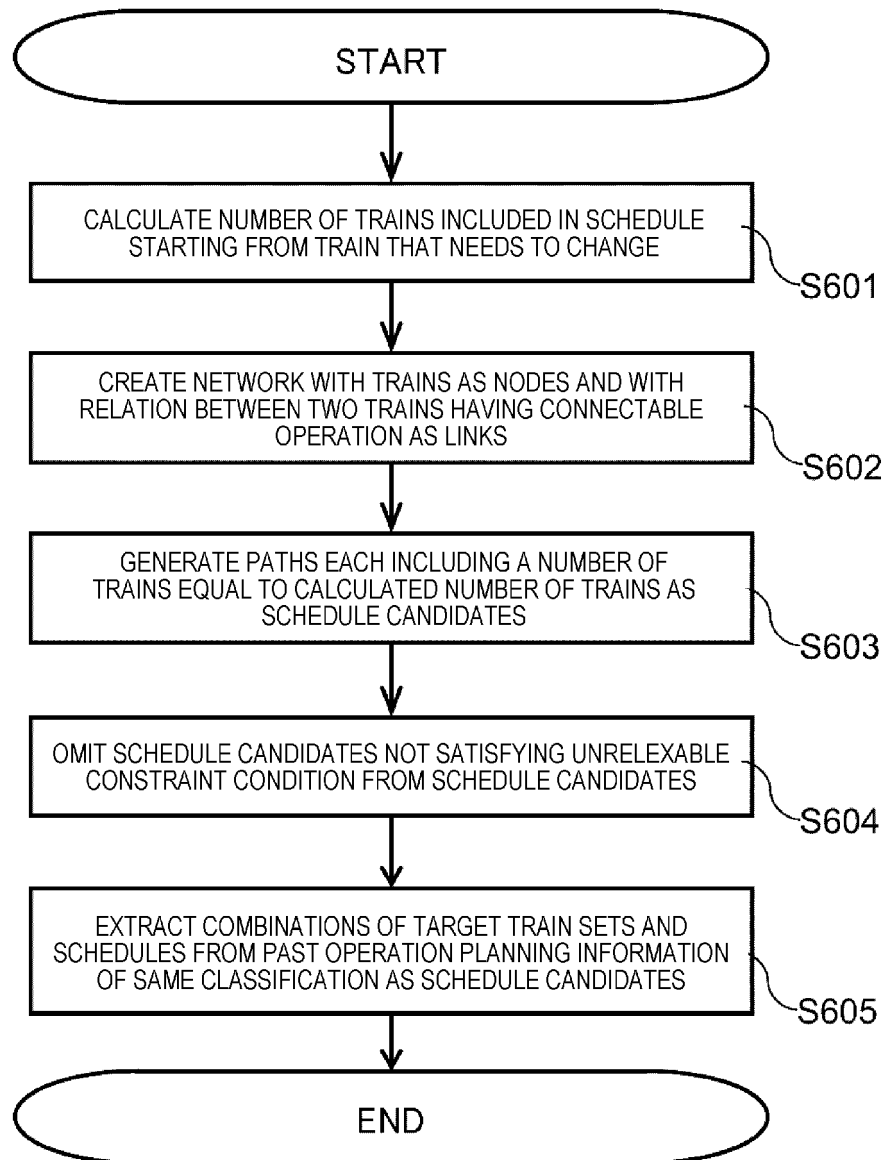 START
CALCULATE NUMBER OF TRAINS INCLUDED IN SCHEDULE
STARTING FROM TRAIN THAT NEEDS TO CHANGE
S601
CREATE NETWORK WITH TRAINS AS NODES AND WITH
RELATION BETWEEN TWO TRAINS HAVING CONNECTABLE
OPERATION AS LINKS
S602
GENERATE PATHS EACH INCLUDING A NUMBER OF
TRAINS EQUAL TO CALCULATED NUMBER OF TRAINS AS
SCHEDULE CANDIDATES
S603
OMIT SCHEDULE CANDIDATES NOT SATISFYING UNRELEXABLE
CONSTRAINT CONDITION FROM SCHEDULE CANDIDATES
S604
EXTRACT COMBINATIONS OF TARGET TRAIN SETS AND
SCHEDULES FROM PAST OPERATION PLANNING INFORMATION
OF SAME CLASSIFICATION AS SCHEDULE CANDIDATES
S605
END